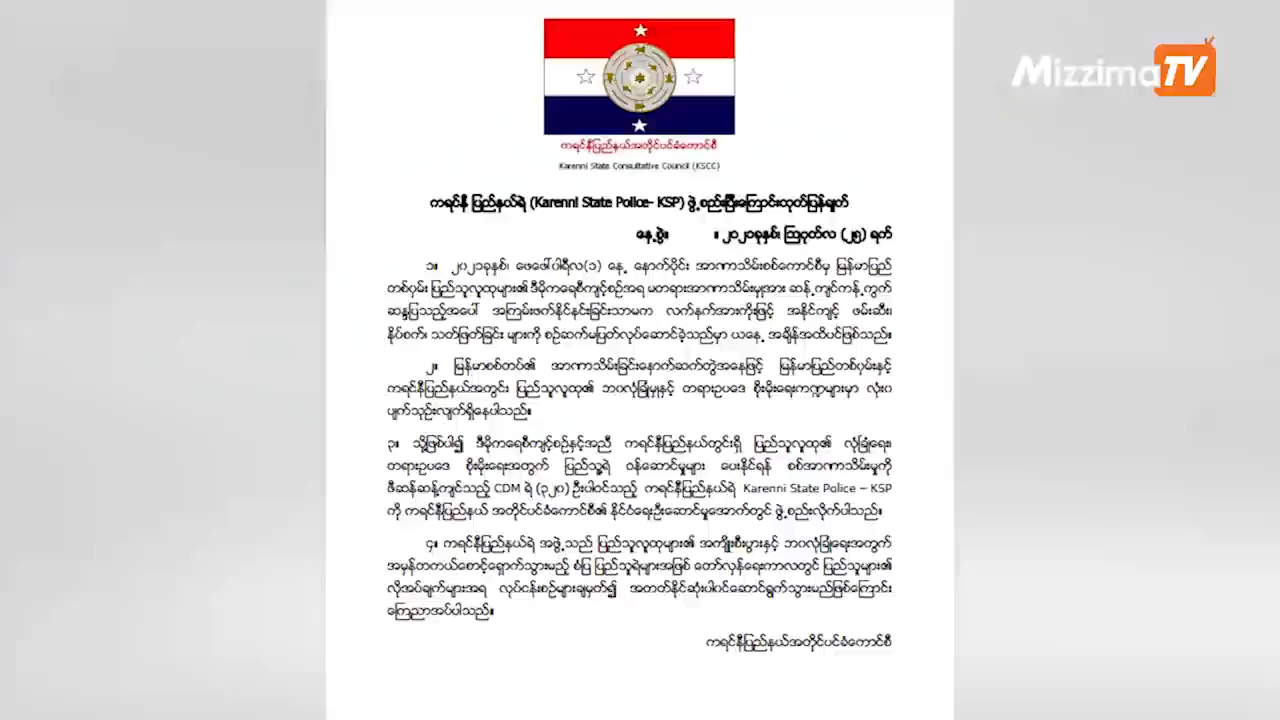 MizzimaTV
ကရင်နီပြည်နယ်အတိုင်ပင်ခံကောင်စီ
Karenni State Consultative Council (KSCC)
ကရင်နီ ပြည်နယ်ရဲ (Karenni State Police- KSP) ဖွဲ့စည်းပြီးကြောင်းထုတ်ပြန်ချက်
နေ့စွဲ။ ။ ၂၀၂၁ခုနှစ်၊ ဩဂုတ်လ (၂၅) ရက်
၁။ ၂၀၂၁ခုနှစ်၊ ဖေဖေါ်ဝါရီလ(၁) နေ့ နောက်ပိုင်း အာဏာသိမ်းစစ်ကောင်စီမှ မြန်မာပြည်
တစ်ဝှမ်း ပြည်သူလူထုများ၏ ဒီမိုကရေစီကျင့်စဉ်အရ မတရားအာဏာသိမ်းမှုအား ဆန့်ကျင်ကန့်ကွက်
ဆန္ဒပြသည့်အပေါ် အကြမ်းဖက်နှိင်နင်းခြင်းသာမက လက်နက်အားကိုးဖြင့် အနိုင်ကျင့် ဖမ်းဆီး၊
နှိပ်စက်၊ သတ်ဖြတ်ခြင်း များကို စဉ်ဆက်မပြတ်လုပ်ဆောင်ခဲ့သည်မှာ ယနေ့ အချိန်အထိပင်ဖြစ်သည်။
၂။ မြန်မာစစ်တပ်၏ အာဏာသိမ်းခြင်းနောက်ဆက်တွဲအနေဖြင့် မြန်မာပြည်တစ်ဝှမ်းနှင့်
ကရင်နီပြည်နယ်အတွင်း ပြည်သူလူထု၏ ဘဝလုံခြုံမှုနှင့် တရားဥပဒေ စိုးမိုးရေးကဏ္ဍများမှာ လုံးဝ
ပျက်သုဉ်းလျက်ရှိနေပါသည်။
၃။ သို့ဖြစ်ပါ၍ ဒီမိုကရေစီကျင့်စဉ်နှင့်အညီ ကရင်နီပြည်နယ်တွင်းရှိ ပြည်သူလူထု၏ လုံခြုံရေး၊
တရားဥပဒေ စိုးမိုးရေးအတွက် ပြည်သူ့ရဲ ဝန်ဆောင်မှုများ ပေးနိုင်ရန် စစ်အာဏာသိမ်းမှုကို
ဖီဆန်ဆန့်ကျင်သည့် CDM ရဲ (၃၂၀) ဦးပါဝင်သည့် ကရင်နီပြည်နယ်ရဲ Karenni State Police – KSP
ကို ကရင်နီပြည်နယ် အတိုင်ပင်ခံကောင်စီ၏ နိုင်ငံရေးဦးဆောင်မှုအောက်တွင် ဖွဲ့စည်းလိုက်ပါသည်။
၄။ ကရင်နီပြည်နယ်ရဲ အဖွဲ့သည် ပြည်သူလူထုများ၏ အကျိုးစီးပွားနှင့် ဘဝလုံခြုံရေးအတွက်
အမှန်တကယ်စောင့်ရှောက်သွားမည့် စံပြ ပြည်သူရဲများအဖြစ် တော်လှန်ရေးကာလတွင် ပြည်သူများ၏
လိုအပ်ချက်များအရ လုပ်ငန်းစဉ်များချမှတ်၍ အတတ်နိုင်ဆုံးပါဝင်ဆောင်ရွက်သွားမည်ဖြစ်ကြောင်း
ကြေညာအပ်ပါသည်။
ကရင်နီပြည်နယ်အတိုင်ပင်ခံကောင်စီ